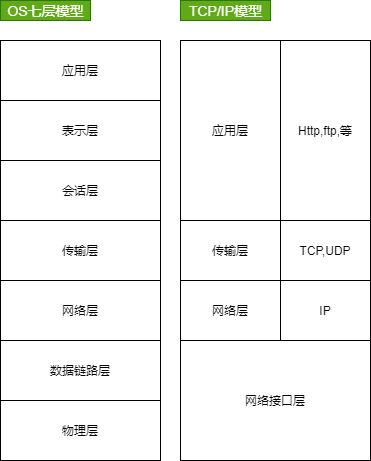 OS七层模型
TCP/IP模型
应用层
表示层
会话层
传输层
网络层
数据链路层
物理层
应用层
Http,ftp,等
传输层
TCP,UDP
网络层
IP
网络接口层